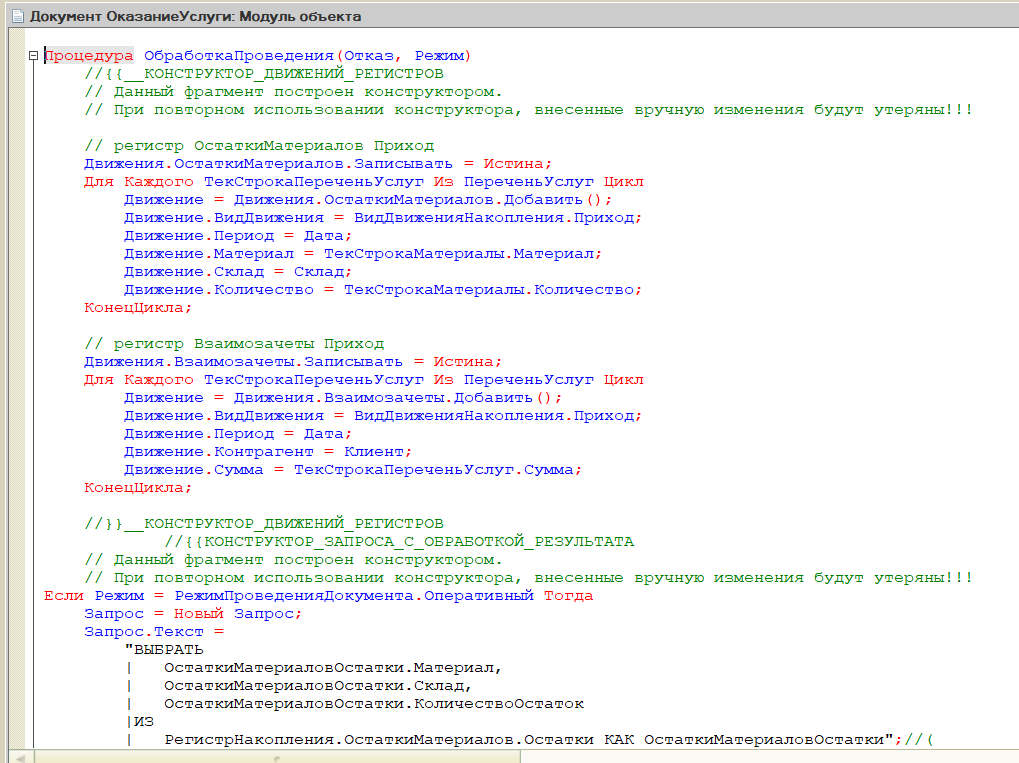 Документ ОказаниеУслуги: Модуль объекта
Процедура ОбработкаПроведения(Отказ, Режим)
//{{__КОНСТРУКТОР_ДВИЖЕНИЙ_РЕГИСТРОВ
// Данный фрагмент построен конструктором.
// При повторном использовании конструктора, внесенные вручную изменения будут утеряны!!!
// регистр ОстаткиМатериалов Приход
Движения.ОстаткиМатериалов.Записывать = Истина;
Для Каждого ТекСтрокаПереченьУслуг Из ПереченьУслуг Цикл
Движение = Движения.ОстаткиМатериалов.Добавить();
Движение.ВидДвижения = ВидДвиженияНакопления.Приход;
Движение.Период = Дата;
Движение.Материал = ТекСтрокаМатериалы.Материал;
Движение.Склад = Склад;
Движение.Количество = ТекСтрокаМатериалы.Количество;
КонецЦикла;
// регистр Взаимозачеты Приход
Движения.Взаимозачеты.Записывать = Истина;
Для Каждого ТекСтрокаПереченьУслуг Из ПереченьУслуг Цикл
Движение = Движения.Взаимозачеты.Добавить();
Движение.ВидДвижения = ВидДвиженияНакопления.Приход;
Движение.Период = Дата;
Движение.Контрагент = Клиент;
Движение.Сумма = ТекСтрокаПереченьУслуг.Сумма;
КонецЦикла;
//}}__КОНСТРУКТОР_ДВИЖЕНИЙ_РЕГИСТРОВ
//{{КОНСТРУКТОР_ЗАПРОСА_С_ОБРАБОТКОЙ_РЕЗУЛЬТАТА
// Данный фрагмент построен конструктором.
// При повторном использовании конструктора, внесенные вручную изменения будут утеряны!!!
Если Режим = РежимПроведенияДокумента.Оперативный Тогда
Запрос = Новый Запрос;
Запрос.Текст =
"ВЫБРАТЬ
| ОстаткиМатериаловОстатки.Материал,
| ОстаткиМатериаловОстатки.Склад,
| ОстаткиМатериаловОстатки.КоличествоОстаток
|ИЗ
| РегистрНакопления.ОстаткиМатериалов.Остатки КАК ОстаткиМатериаловОстатки";//(